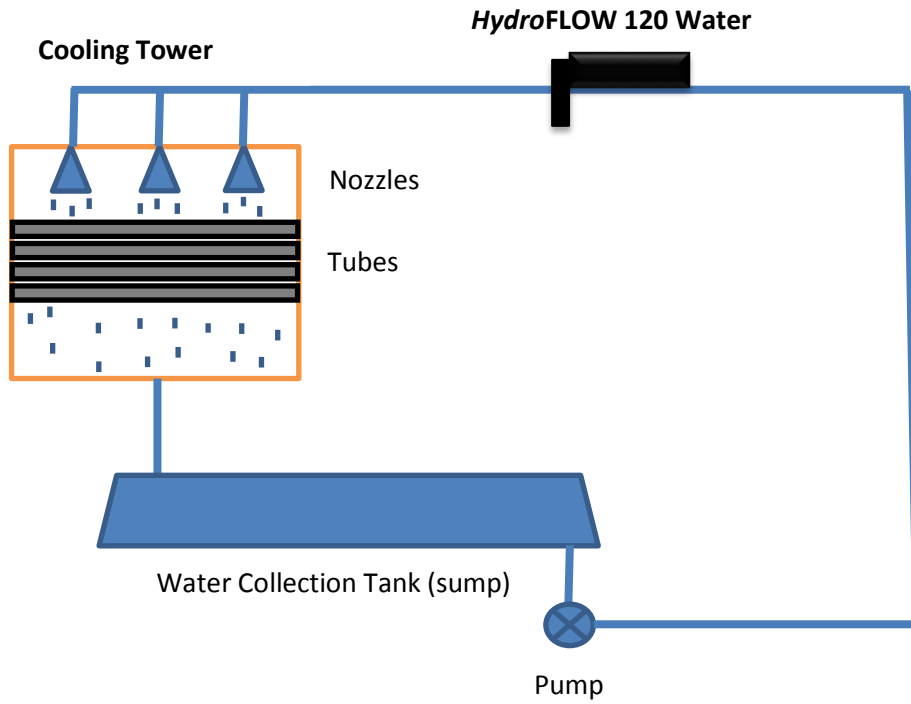 HydroFLOW 120 Water
Cooling Tower
Nozzles
Tubes
Water Collection Tank (sump)
Pump